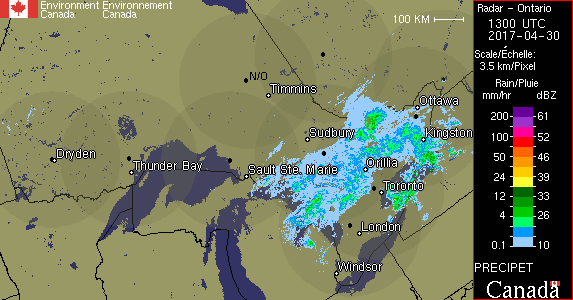 Environment Environnement
Canada Canada
100 KM
N/O
Timmins
Ottawa
Sudbury
Kingston
Dryden
Thunder Bay
Sault Ste. Marie
Orillia
Toronto
London
Windsor
Radar - Ontario
1300 UTC
2017-04-30
Scale/Échelle:
3.5 km/Pixel
Rain/Pluie
mm/hr dBZ
200 61
100 52
50 46
24 39
12 33
4 26
0.1 10
PRECIPET
Canada